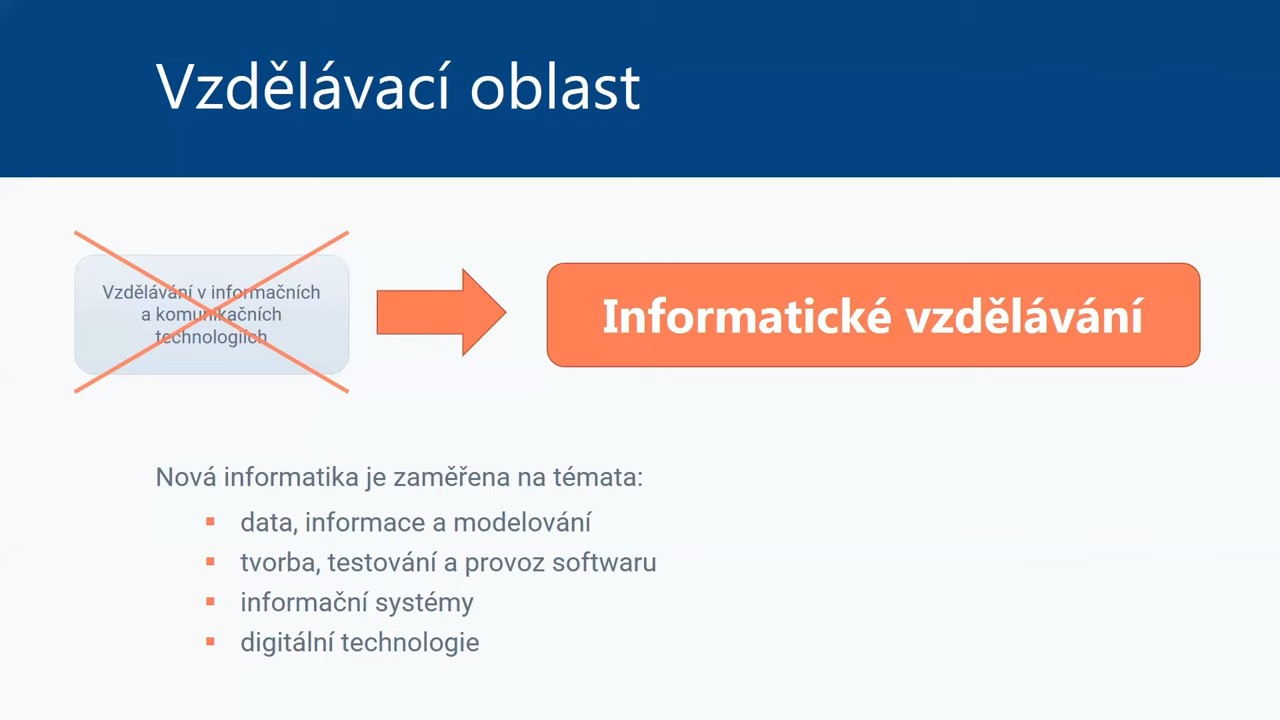 Vzdělávací oblast
Vzdělávání v informačních
a komunikačních
technologiích
Informatické vzdělávání
Nová informatika je zaměřena na témata:
data, informace a modelování
tvorba, testování a provoz softwaru
informační systémy
digitální technologie